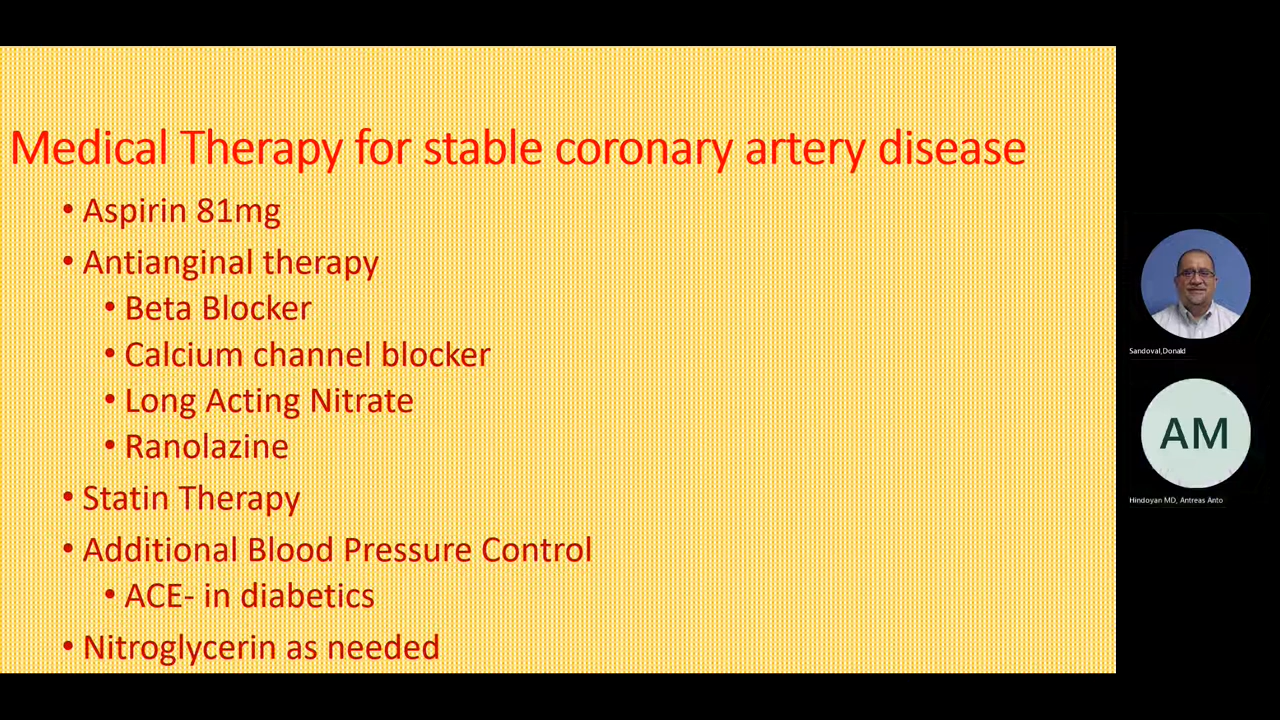 Medical Therapy for stable coronary artery disease
• Aspirin 81mg
• Antianginal therapy
• Beta Blocker
• Calcium channel blocker
• Long Acting Nitrate
• Ranolazine
• Statin Therapy
• Additional Blood Pressure Control
• ACE- in diabetics
• Nitroglycerin as needed
Sandoval,Donald
AM
Hindoyan MD, Antreas Anto